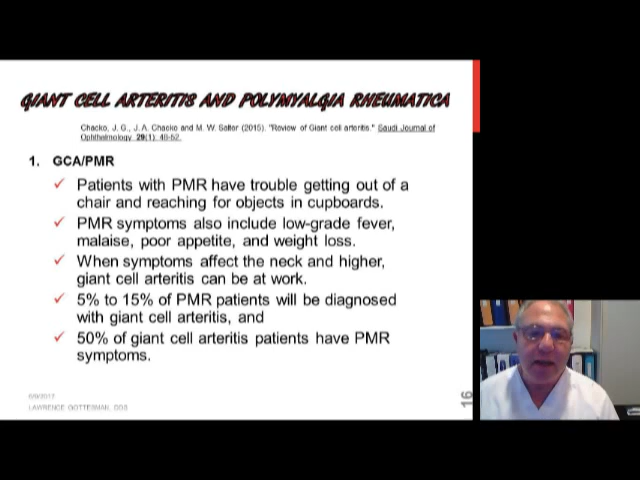 GIANT CELL ARTERITIS AND POLYMYALGIA RHEUMATICA
Chacko, J. G., J. A. Chacko and M. W. Salter (2015). "Review of Giant cell arteritis." Saudi Journal of
Ophthalmology 29(1): 48-52.
1. GCA/PMR
✓ Patients with PMR have trouble getting out of a
chair and reaching for objects in cupboards.
✓ PMR symptoms also include low-grade fever,
malaise, poor appetite, and weight loss.
✓ When symptoms affect the neck and higher,
giant cell arteritis can be at work.
✓ 5% to 15% of PMR patients will be diagnosed
with giant cell arteritis, and
✓ 50% of giant cell arteritis patients have PMR
symptoms.
LAWRENCE GOTTESMAN, DDS
16